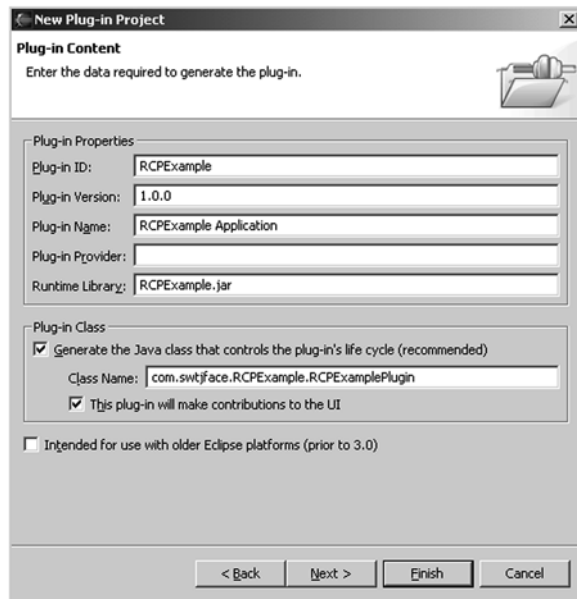 New Plug-in Project
Plug-in Content
Enter the data required to generate the plug-in.
Plug-in Properties
Plug-in ID: RCPExample
Plug-in Version: 1.0.0
Plug-in Name: RCPExample Application
Plug-in Provider:
Runtime Library: RCPExample.jar
Plug-in Class
Generate the Java class that controls the plug-in's life cycle (recommended)
Class Name: com.swtjface.RCPExample.RCPExamplePlugin
This plug-in will make contributions to the UI
Intended for use with older Eclipse platforms (prior to 3.0)
< Back Next > Finish Cancel